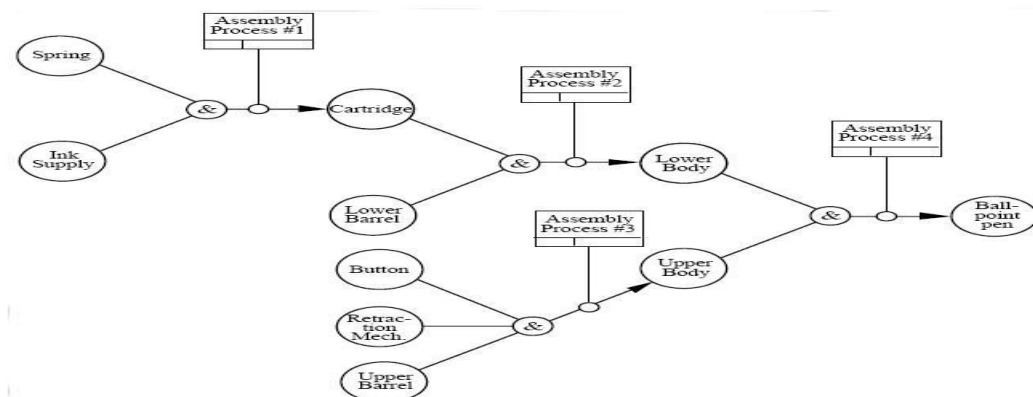 Assembly
Process #1
Spring
&
Cartridge
Ink
Supply
Assembly
Process #2
&
Lower
Body
Lower
Barrel
Assembly
Process #4
&
Ball-
point
pen
Assembly
Process #3
Button
Upper
Body
Retrac-
tion
Mech.
&
Upper
Barrel